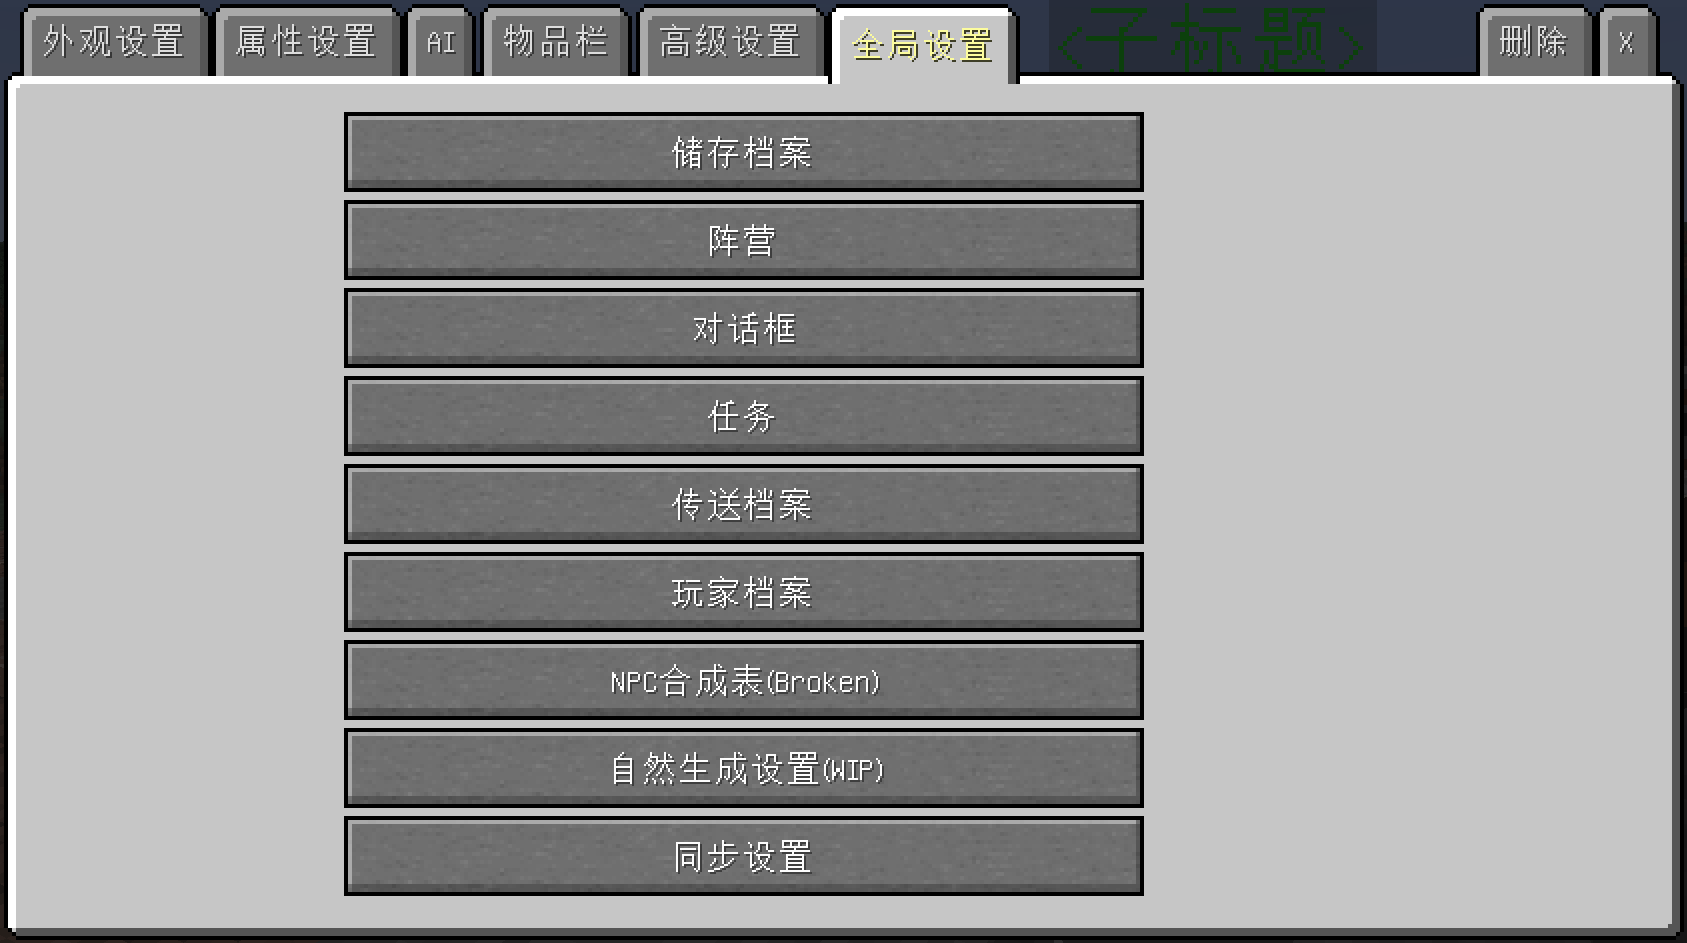 外观设置 属性设置 AI 物品栏 高级设置 全局设置 <子标题> 删除 X
储存档案
阵营
对话框
任务
传送档案
玩家档案
NPC合成表(Broken)
自然生成设置(WIP)
同步设置